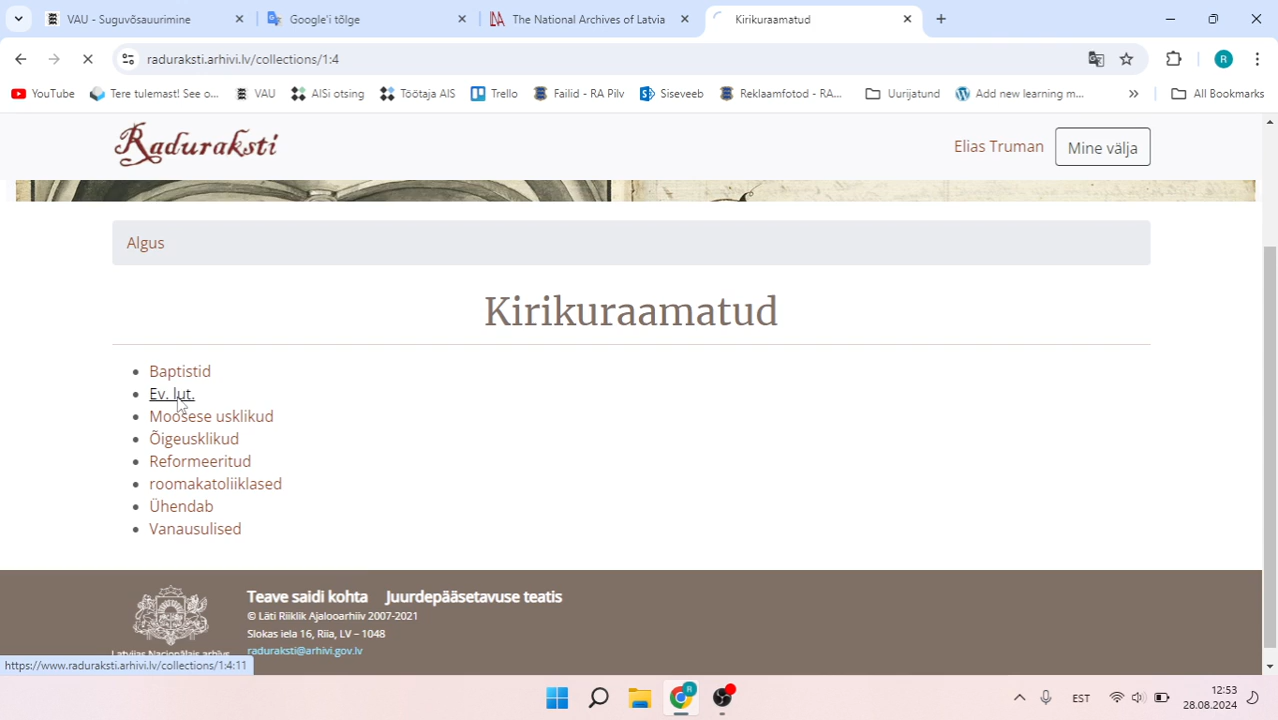 VAU - Suguvõsauurimine
Google'i tõlge
The National Archives of Latvia
Kirikuraamatud
raduraksti.arhivi.lv/collections/1:4
R
YouTube
Tere tulemast! See o...
VAU
AISi otsing
Töötaja AIS
Trello
Failid - RA Pilv
Siseveeb
Reklaamfotod - RA...
Uurijatund
Add new learning m...
All Bookmarks
Raduraksti
Elias Truman
Mine välja
Algus
Kirikuraamatud
Baptistid
Ev. lut.
Moosese usklikud
Õigeusklikud
Reformeeritud
roomakatoliiklased
Ühendab
Vanausulised
Teave saidi kohta
Juurdepääsetavuse teatis
© Läti Riiklik Ajalooarhiiv 2007-2021
Slokas iela 16, Riia, LV – 1048
raduraksti@arhivi.gov.lv
Latvijas Nacionālais arhīvs
https://www.raduraksti.arhivi.lv/collections/1:4:11
R
EST
12:53
28.08.2024